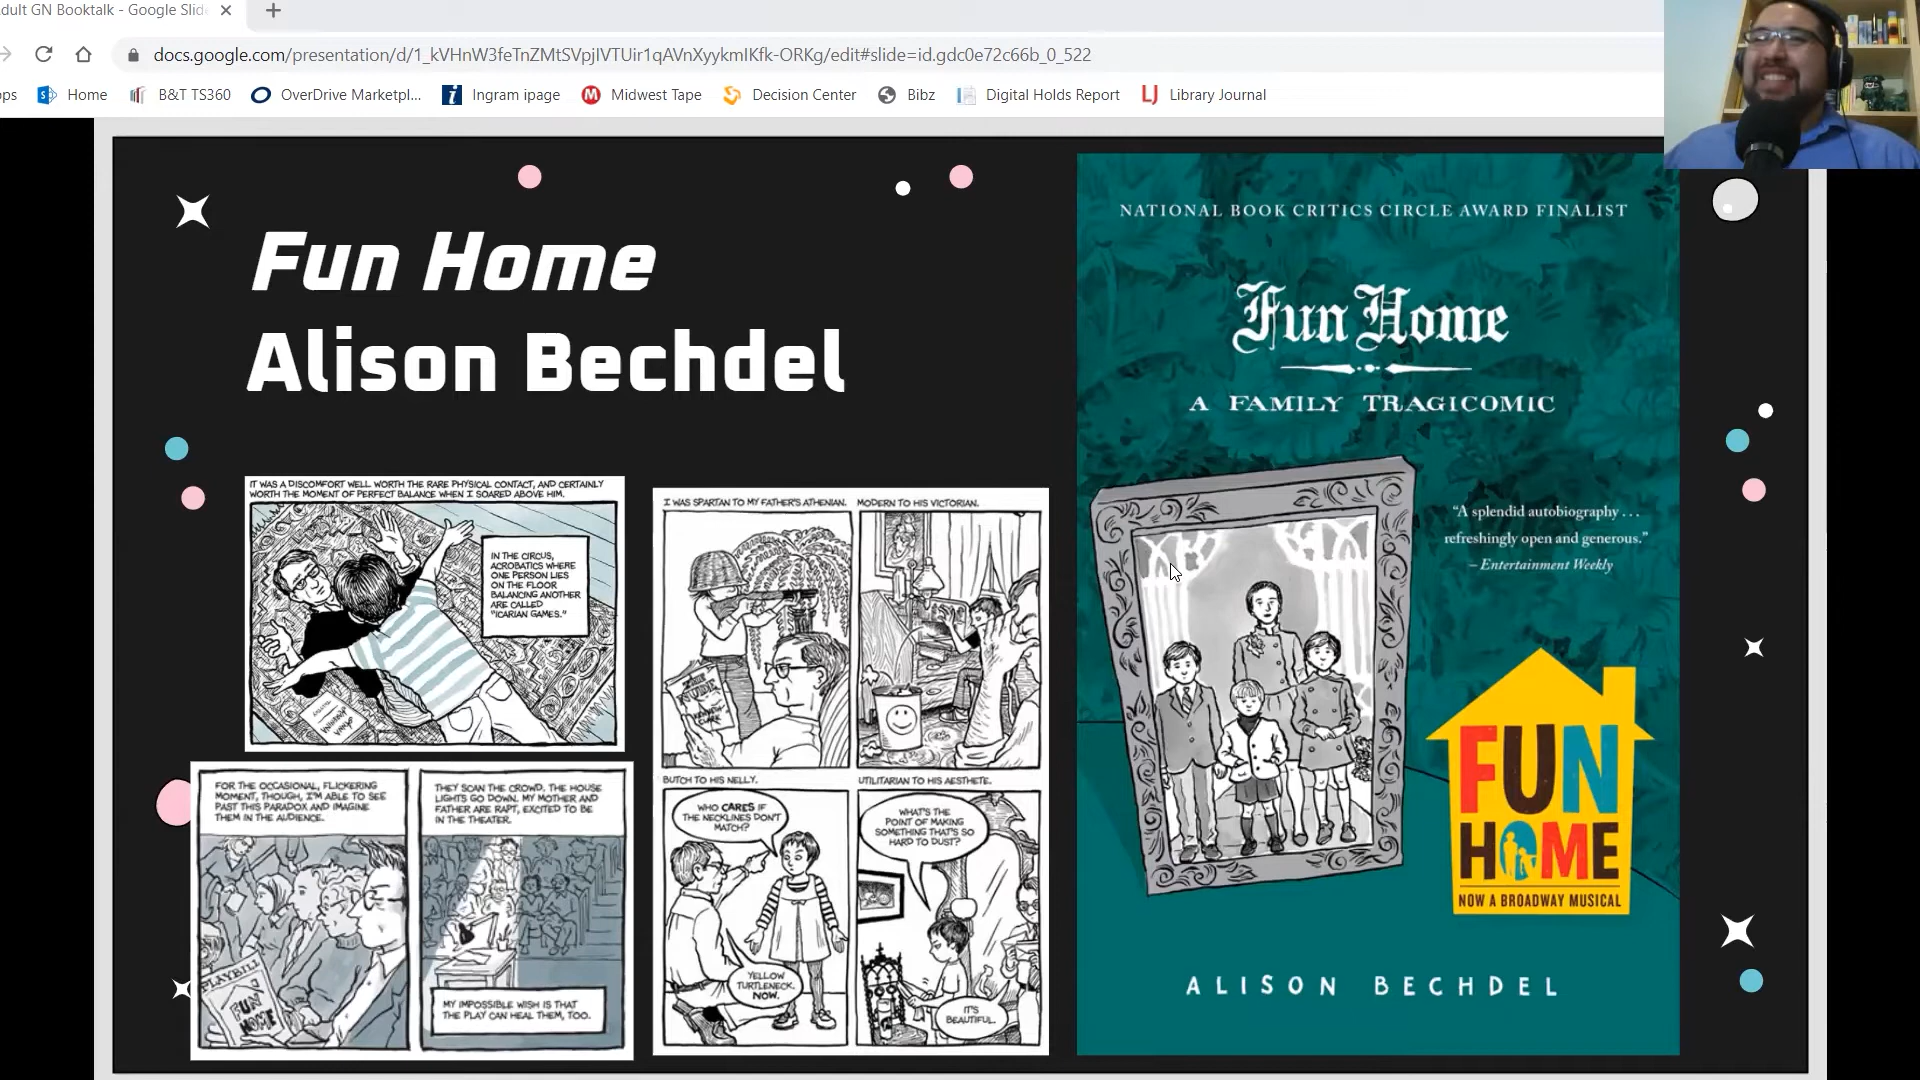 dult GN Booktalk - Google Slid
docs.google.com/presentation/d/1_kVHnW3feTnZMtSVpjIVTUir1qAVnXyykmIKfk-ORKg/edit#slide=id.gdc0e72c66b_0_522
ps Home B&T TS360 OverDrive Marketpl... Ingram ipage Midwest Tape Decision Center Bibz Digital Holds Report Library Journal
Fun Home
Alison Bechdel
IT WAS A DISCOMFORT WELL WORTH THE RARE PHYSICAL CONTACT, AND CERTAINLY
WORTH THE MOMENT OF PERFECT BALANCE WHEN I SOARED ABOVE HIM.
IN THE CIRCUS,
ACROBATICS WHERE
ONE PERSON LIES
ON THE FLOOR
BALANCING ANOTHER
ARE CALLED
"ICARIAN GAMES."
FOR THE OCCASIONAL, FLICKERING
MOMENT, THOUGH, I'M ABLE TO SEE
PAST THIS PARADOX AND IMAGINE
THEM IN THE AUDIENCE.
PLAYBILL
FUN
HOME
THEY SCAN THE CROWD. THE HOUSE
LIGHTS GO DOWN. MY MOTHER AND
FATHER ARE RAPT, EXCITED TO BE
IN THE THEATER.
MY IMPOSSIBLE WISH IS THAT
THE PLAY CAN HEAL THEM, TOO.
I WAS SPARTAN TO MY FATHER'S ATHENIAN.
MODERN TO HIS VICTORIAN.
BUTCH TO HIS NELLY.
WHO CARES IF
THE NECKLINES DON'T
MATCH?
YELLOW
TURTLENECK.
NOW.
UTILITARIAN TO HIS AESTHETE.
WHAT'S THE
POINT OF MAKING
SOMETHING THAT'S SO
HARD TO DUST?
IT'S
BEAUTIFUL.
NATIONAL BOOK CRITICS CIRCLE AWARD FINALIST
Fun Home
A FAMILY TRAGICOMIC
"A splendid autobiography . . .
refreshingly open and generous."
– Entertainment Weekly
FUN
HOME
NOW A BROADWAY MUSICAL
ALISON BECHDEL